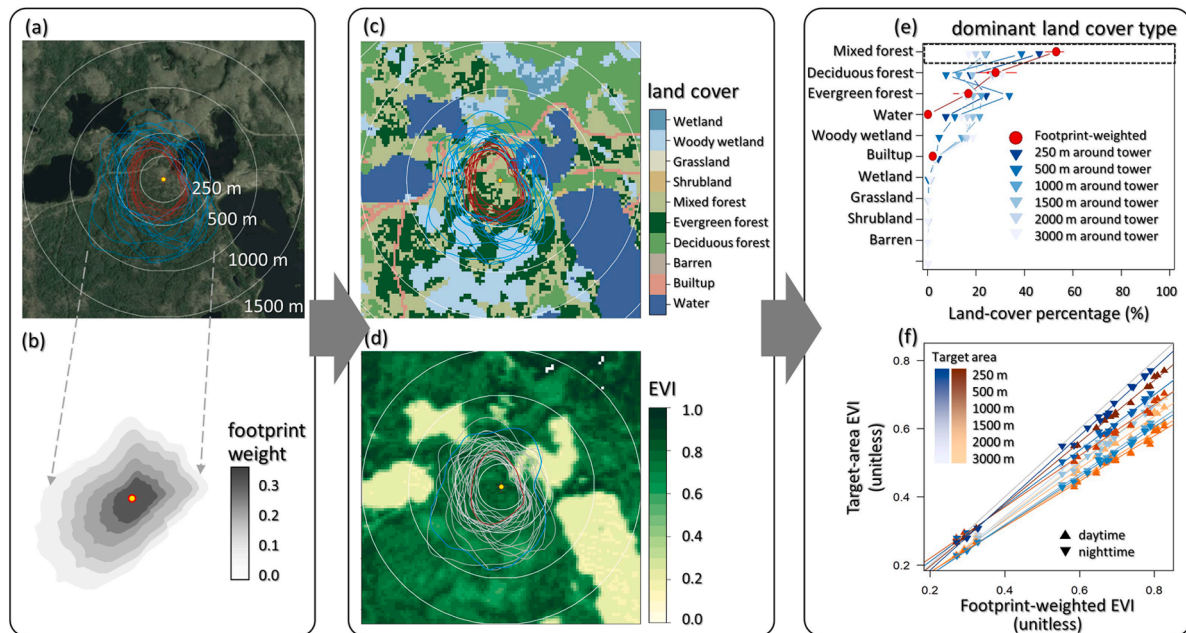 (a)
250 m
500 m
1000 m
1500 m
(b)
footprint
weight
0.3
0.2
0.1
0.0
(c)
land cover
Wetland
Woody wetland
Grassland
Shrubland
Mixed forest
Evergreen forest
Deciduous forest
Barren
Builtup
Water
(d)
EVI
1.0
0.8
0.6
0.4
0.2
0.0
(e)
dominant land cover type
Mixed forest
Deciduous forest
Evergreen forest
Water
Woody wetland
Builtup
Wetland
Grassland
Shrubland
Barren
Footprint-weighted
250 m around tower
500 m around tower
1000 m around tower
1500 m around tower
2000 m around tower
3000 m around tower
0 20 40 60 80 100
Land-cover percentage (%)
(f)
Target area
250 m
500 m
1000 m
1500 m
2000 m
3000 m
0.8
0.6
0.4
0.2
Target-area EVI
(unitless)
daytime
nighttime
0.2 0.4 0.6 0.8
Footprint-weighted EVI
(unitless)